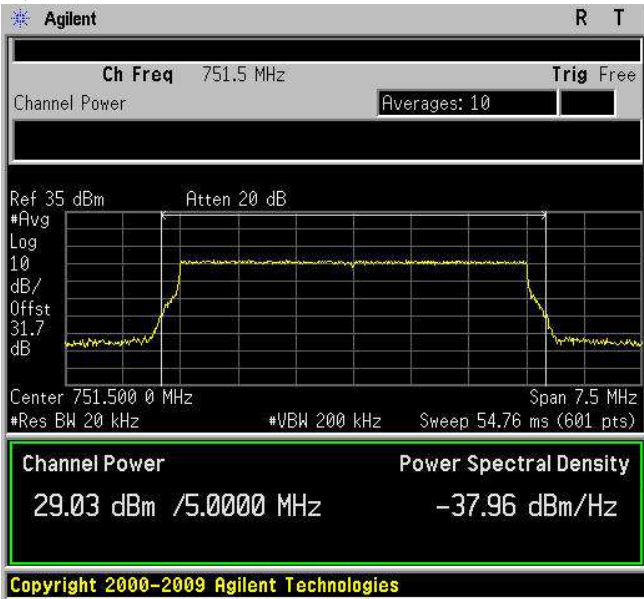 Agilent R T
Ch Freq 751.5 MHz Trig Free
Channel Power Averages: 10
Ref 35 dBm Atten 20 dB
#Avg
Log
10
dB/
Offst
31.7
dB
Center 751.500 0 MHz Span 7.5 MHz
#Res BW 20 kHz #VBW 200 kHz Sweep 54.76 ms (601 pts)
Channel Power Power Spectral Density
29.03 dBm /5.0000 MHz -37.96 dBm/Hz
Copyright 2000-2009 Agilent Technologies